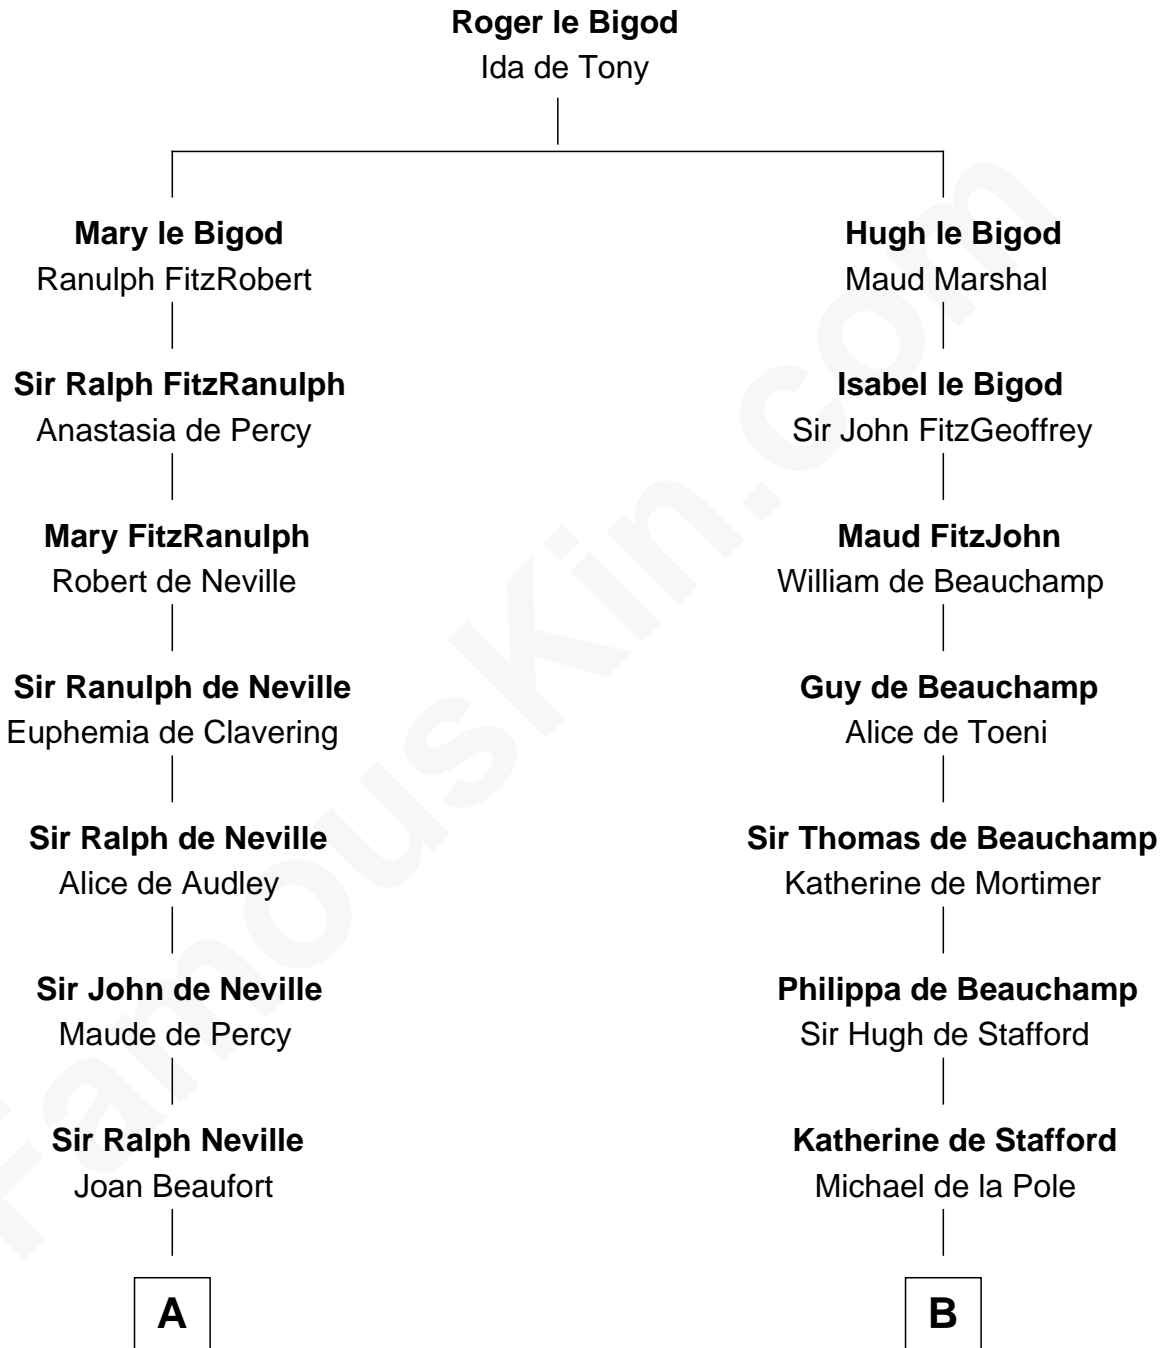 Roger le Bigod
Ida de Tony
Mary le Bigod
Ranulph FitzRobert
Hugh le Bigod
Maud Marshal
Sir Ralph FitzRanulph
Anastasia de Percy
Isabel le Bigod
Sir John FitzGeoffrey
Mary FitzRanulph
Robert de Neville
Maud FitzJohn
William de Beauchamp
Sir Ranulph de Neville
Euphemia de Clavering
Guy de Beauchamp
Alice de Toeni
Sir Ralph de Neville
Alice de Audley
Sir Thomas de Beauchamp
Katherine de Mortimer
Sir John de Neville
Maude de Percy
Philippa de Beauchamp
Sir Hugh de Stafford
Sir Ralph Neville
Joan Beaufort
Katherine de Stafford
Michael de la Pole
A
B
FamousKin.com